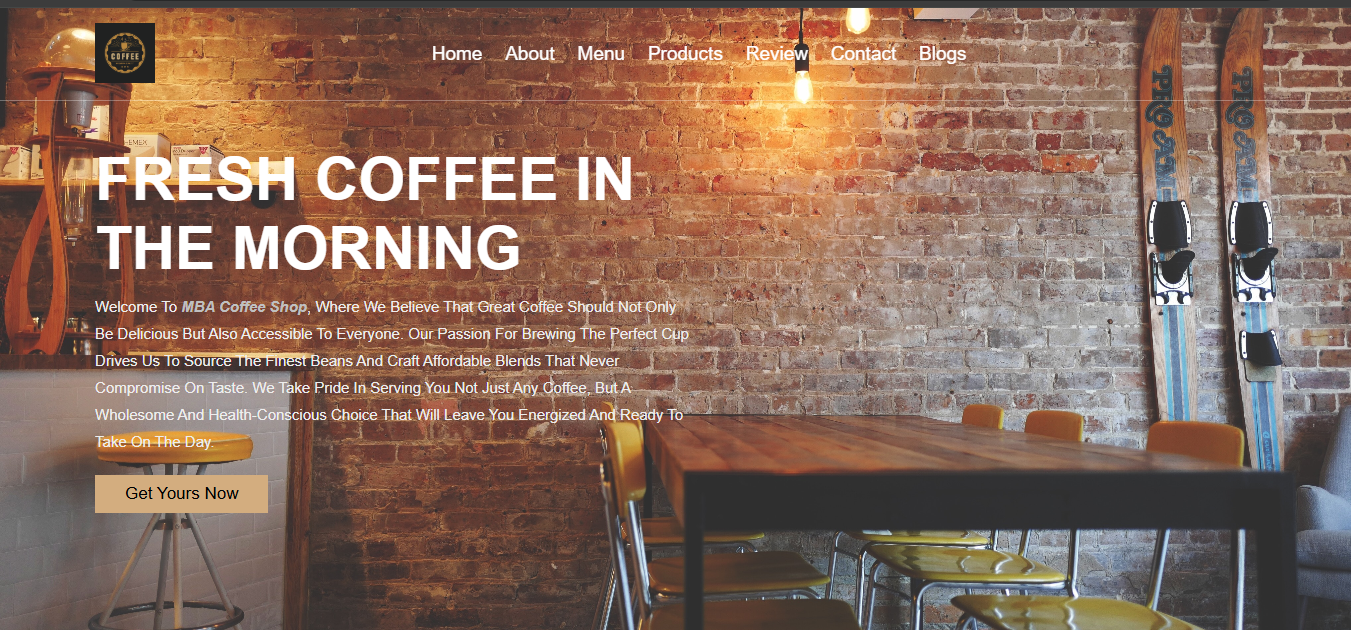 COFFEE
Home About Menu Products Review Contact Blogs
EMEX
FRESH COFFEE IN
THE MORNING
Welcome To MBA Coffee Shop, Where We Believe That Great Coffee Should Not Only
Be Delicious But Also Accessible To Everyone. Our Passion For Brewing The Perfect Cup
Drives Us To Source The Finest Beans And Craft Affordable Blends That Never
Compromise On Taste. We Take Pride In Serving You Not Just Any Coffee, But A
Wholesome And Health-Conscious Choice That Will Leave You Energized And Ready To
Take On The Day.
Get Yours Now